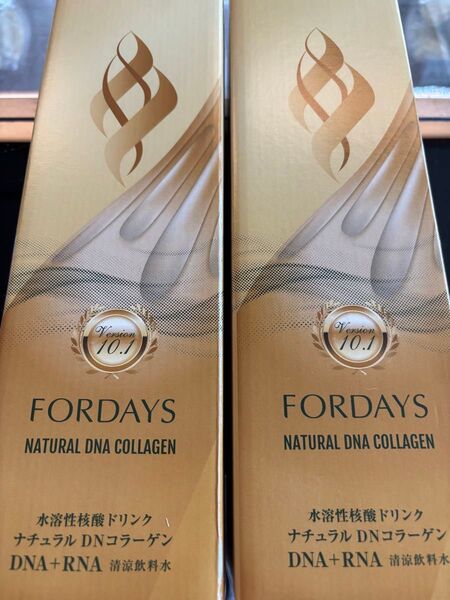 Version
10.1
FORDAYS
NATURAL DNA COLLAGEN
水溶性核酸ドリンク
ナチュラル DNコラーゲン
DNA+RNA 清涼飲料水
Version
10.1
FORDAYS
NATURAL DNA COLLAGEN
水溶性核酸ドリンク
ナチュラル DNコラーゲン
DNA+RNA 清涼飲料水